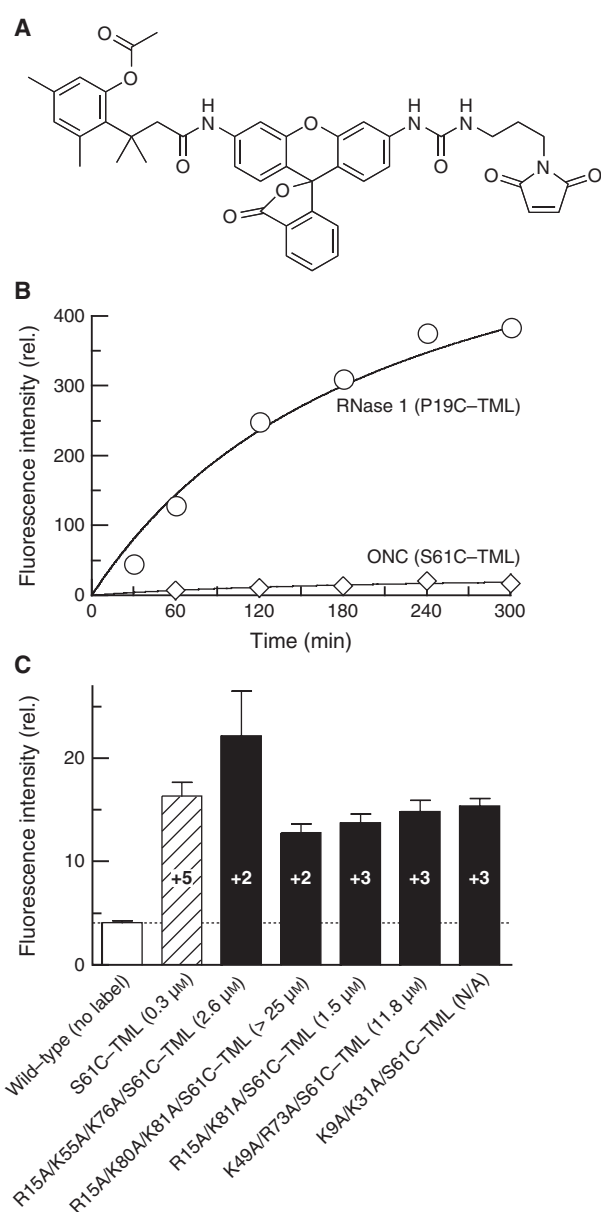 A
O
O
O
H
N
O
O
H
N
H
N
O
N
O
O
O
O
B
Fluorescence intensity (rel.)
400
300
200
100
0
RNase 1 (P19C–TML)
ONC (S61C–TML)
0 60 120 180 240 300
Time (min)
C
Fluorescence intensity (rel.)
20
10
0
+5 +2 +2 +3 +3 +3
Wild–type (no label)
S61C–TML (0.3 μM)
R15A/K55A/K76A/S61C–TML (2.6 μM)
R15A/K80A/K81A/S61C–TML (> 25 μM)
R15A/K81A/S61C–TML (1.5 μM)
K49A/R73A/S61C–TML (11.8 μM)
K9A/K31A/S61C–TML (N/A)